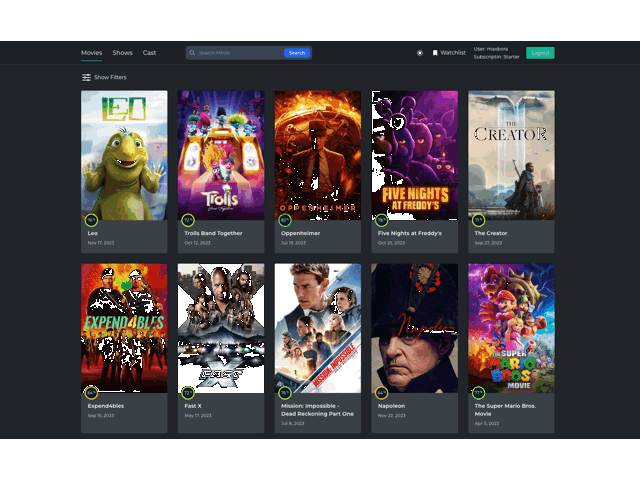 Movies
Shows
Cast
Search Movie
Search
Watchlist
User: maxbora
Subscriptin: Starter
Logout
Show Filters
LEO
Trolls
Band Together
OPPENHEIMER
FIVE NIGHTS
AT FREDDY'S
THE
CREATOR
76%
Leo
Nov 17, 2023
72%
Trolls Band Together
Oct 12, 2023
82%
Oppenheimer
Jul 19, 2023
78%
Five Nights at Freddy's
Oct 25, 2023
71%
The Creator
Sep 27, 2023
EXPEND4BLES
FAST
X
MISSION: IMPOSSIBLE
Napoleon
THE SUPER
MARIO
BROS.
MOVIE
64%
Expend4bles
Sep 15, 2023
72%
Fast X
May 17, 2023
76%
Mission: Impossible -
Dead Reckoning Part One
Jul 8, 2023
64%
Napoleon
Nov 22, 2023
77%
The Super Mario Bros.
Movie
Apr 5, 2023